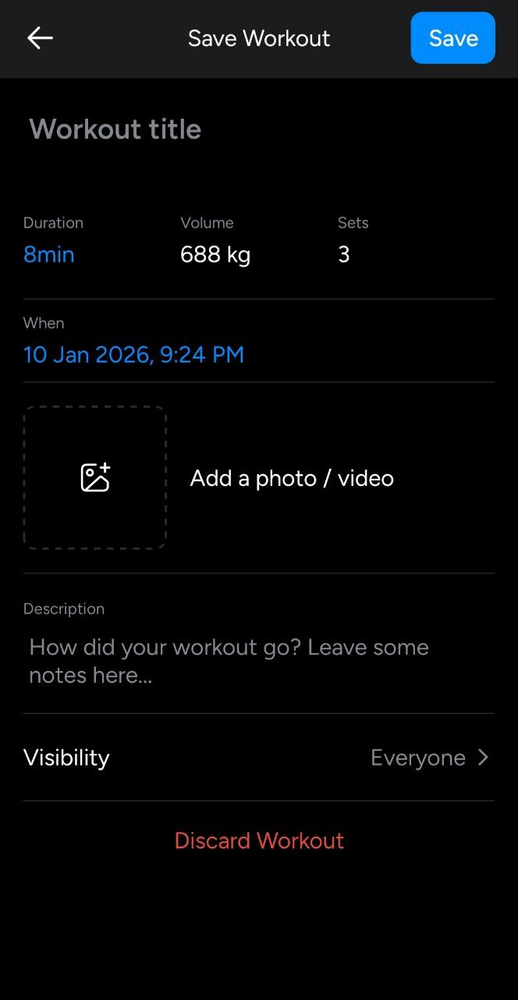 Save Workout
Save
Workout title
Duration
Volume
Sets
8min
688 kg
3
When
10 Jan 2026, 9:24 PM
Add a photo / video
Description
How did your workout go? Leave some
notes here...
Visibility
Everyone
Discard Workout